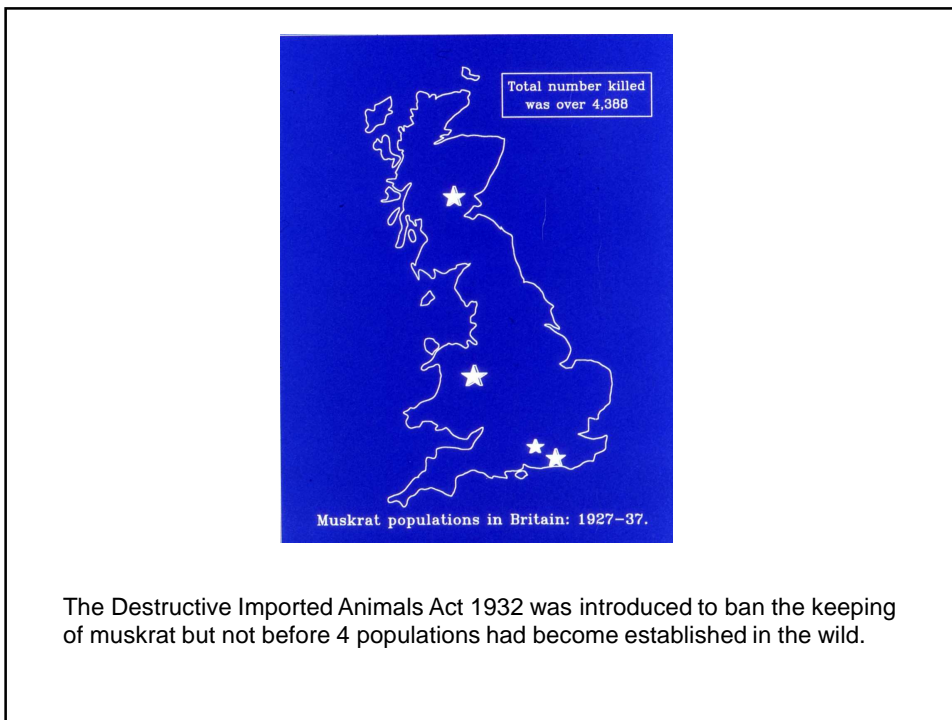 Total number killed
was over 4,388
Muskrat populations in Britain: 1927-37.
The Destructive Imported Animals Act 1932 was introduced to ban the keeping
of muskrat but not before 4 populations had become established in the wild.